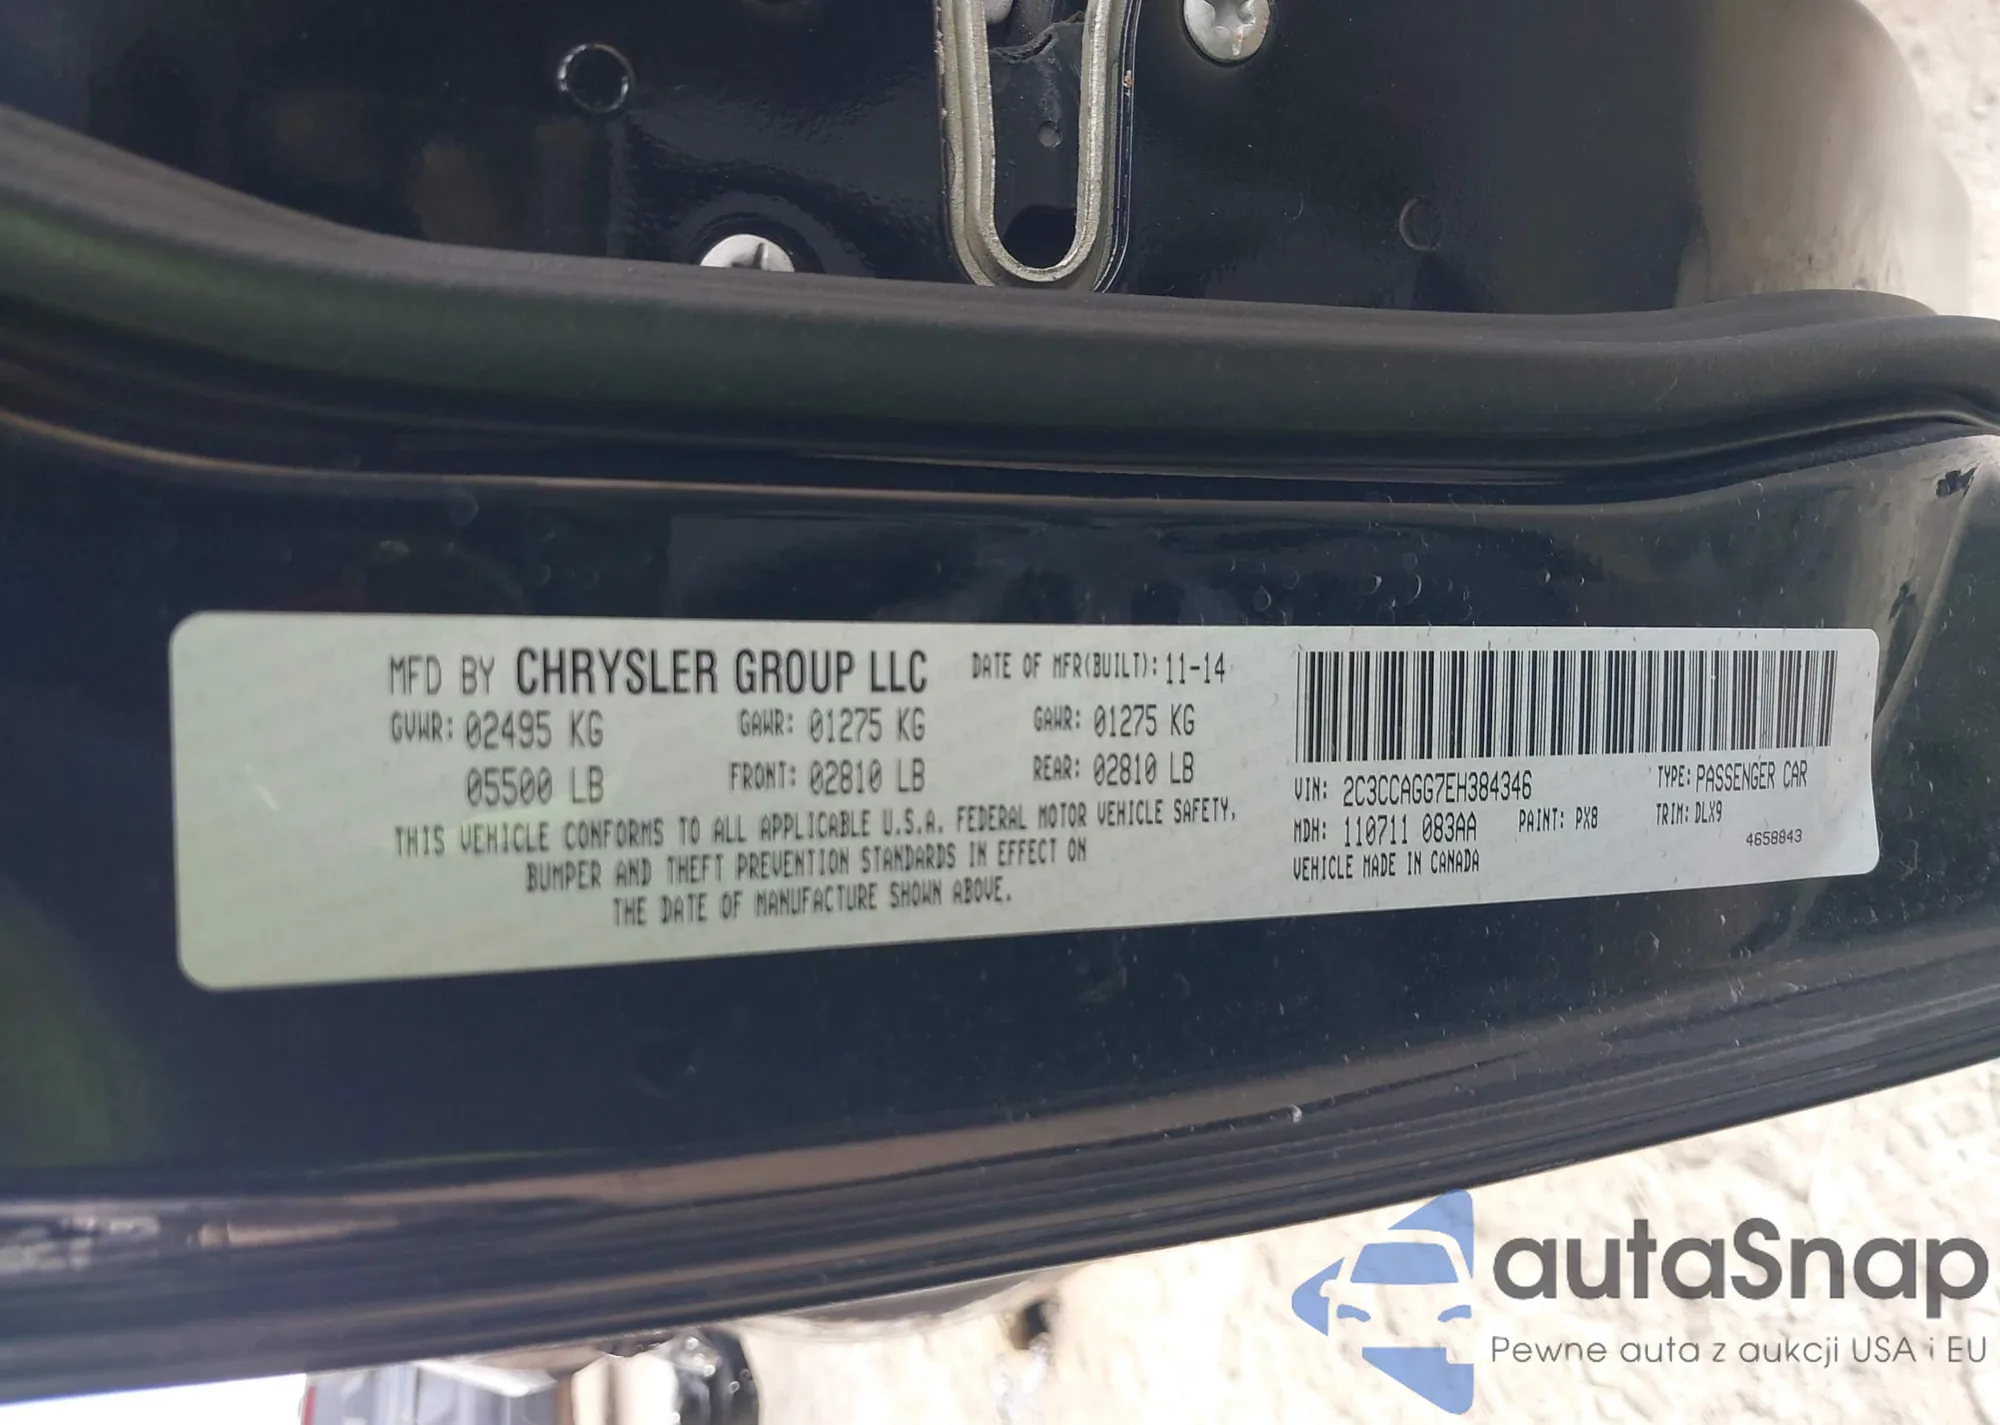 MFD BY CHRYSLER GROUP LLC DATE OF MFR(BUILT): 11-14
GVWR: 02495 KG GAWR: 01275 KG GAWR: 01275 KG
05500 LB FRONT: 02810 LB REAR: 02810 LB
THIS VEHICLE CONFORMS TO ALL APPLICABLE U.S.A. FEDERAL MOTOR VEHICLE SAFETY,
BUMPER AND THEFT PREVENTION STANDARDS IN EFFECT ON
THE DATE OF MANUFACTURE SHOWN ABOVE.
VIN: 2C3CCAGG7EH384346 TYPE: PASSENGER CAR
MDH: 110711 083AA PAINT: PX8 TRIM: DLX9
VEHICLE MADE IN CANADA 4658843
autaSnap
Pewne auta z aukcji USA i EU